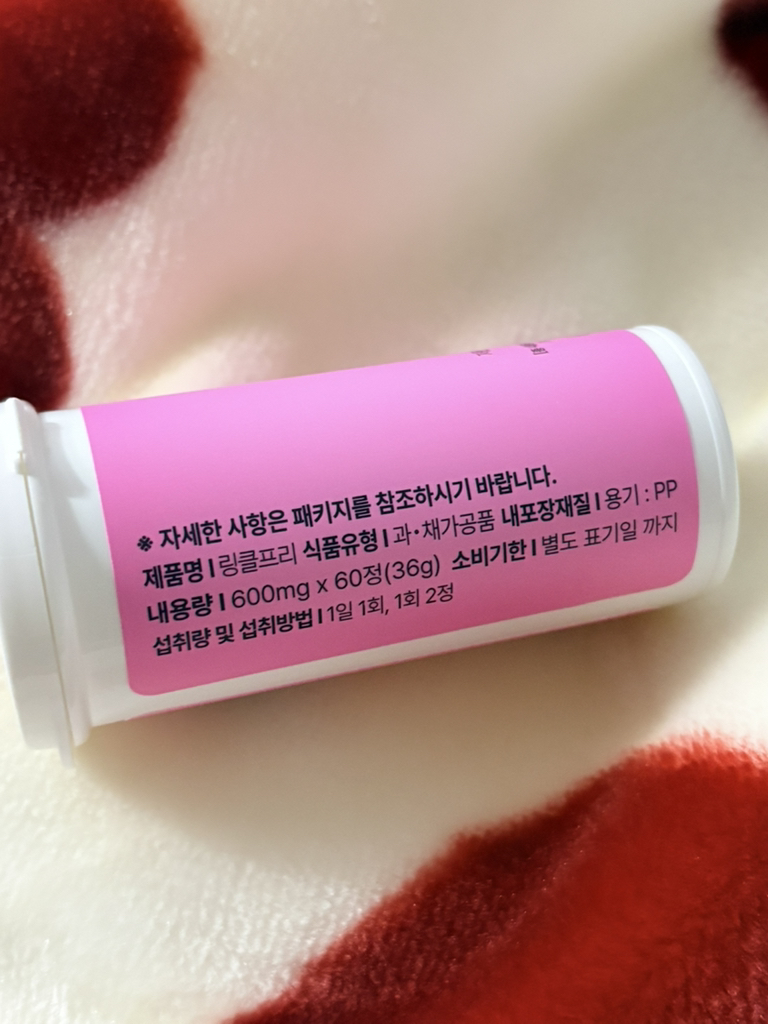 ※ 자세한 사항은 패키지를 참조하시기 바랍니다.
제품명 I 링클프리 식품유형 I 과·채가공품 내포장재질 I 용기 : PP
내용량 I 600mg x 60정(36g) 소비기한 I 별도 표기일 까지
섭취량 및 섭취방법 I 1일 1회, 1회 2정